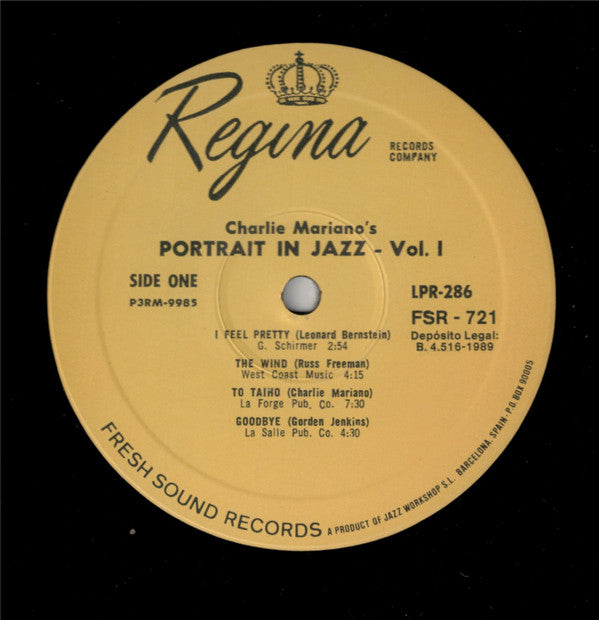 Regina
RECORDS
COMPANY
Charlie Mariano's
PORTRAIT IN JAZZ - Vol. I
SIDE ONE
P3RM-9985
LPR-286
FSR - 721
Depósito Legal:
B. 4.516-1989
I FEEL PRETTY (Leonard Bernstein)
G. Schirmer 2:54
THE WIND (Russ Freeman)
West Coast Music 4:15
TO TAIHO (Charlie Mariano)
La Forge Pub. Co. 7:30
GOODBYE (Gorden Jenkins)
La Salle Pub. Co. 4:30
FRESH SOUND RECORDS A PRODUCT OF JAZZ WORKSHOP S.L. BARCELONA. SPAIN - P.O. BOX 90005